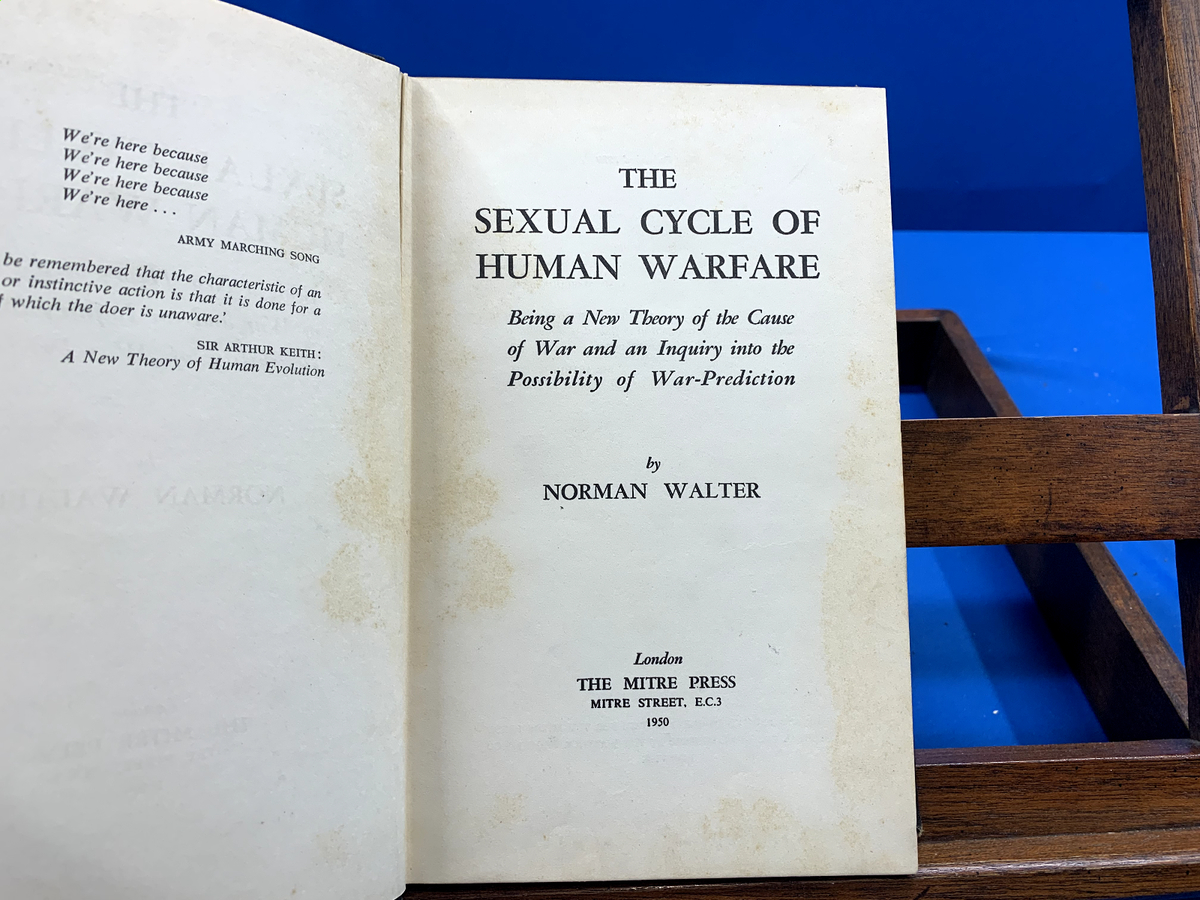 We're here because
We're here because
We're here because
We're here . . .
ARMY MARCHING SONG
be remembered that the characteristic of an
or instinctive action is that it is done for a
which the doer is unaware.'
SIR ARTHUR KEITH:
A New Theory of Human Evolution
THE
SEXUAL CYCLE OF
HUMAN WARFARE
Being a New Theory of the Cause
of War and an Inquiry into the
Possibility of War-Prediction
by
NORMAN WALTER
London
THE MITRE PRESS
MITRE STREET, E.C.3
1950